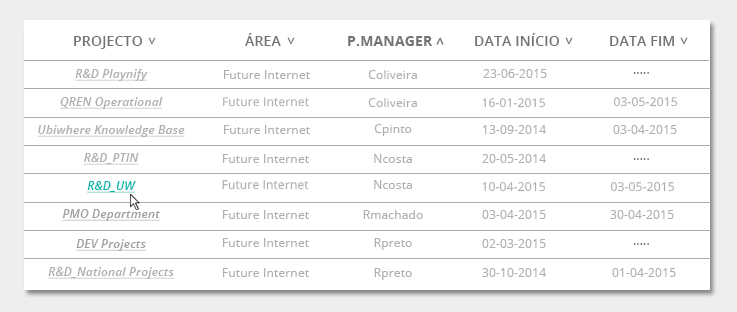 PROJECTO ˅ ÁREA ˅ P.MANAGER ˄ DATA INÍCIO ˅ DATA FIM ˅
R&D Playnify Future Internet Coliveira 23-06-2015 .....
QREN Operational Future Internet Coliveira 16-01-2015 03-05-2015
Ubiwhere Knowledge Base Future Internet Cpinto 13-09-2014 03-04-2015
R&D_PTIN Future Internet Ncosta 20-05-2014 .....
R&D_UW Future Internet Ncosta 10-04-2015 03-05-2015
PMO Department Future Internet Rmachado 03-04-2015 30-04-2015
DEV Projects Future Internet Rpreto 02-03-2015 .....
R&D_National Projects Future Internet Rpreto 30-10-2014 01-04-2015